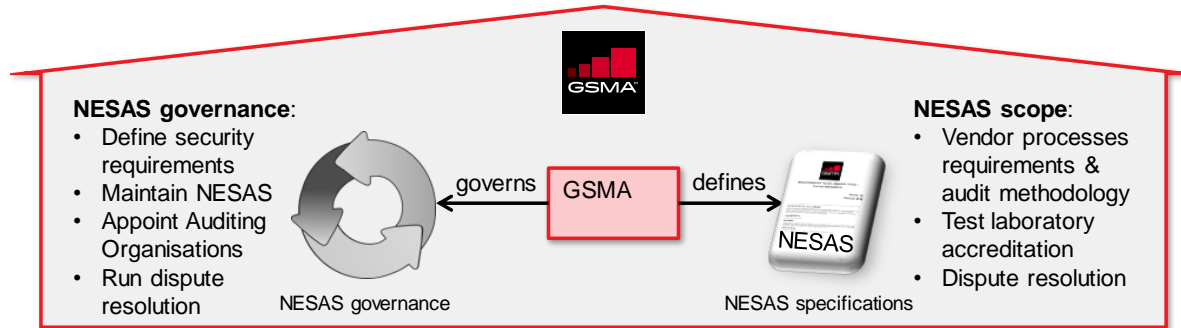 GSMA
NESAS governance:
• Define security
requirements
• Maintain NESAS
• Appoint Auditing
Organisations
• Run dispute
resolution
NESAS governance
governs
GSMA
defines
NESAS
NESAS specifications
NESAS scope:
• Vendor processes
requirements &
audit methodology
• Test laboratory
accreditation
• Dispute resolution